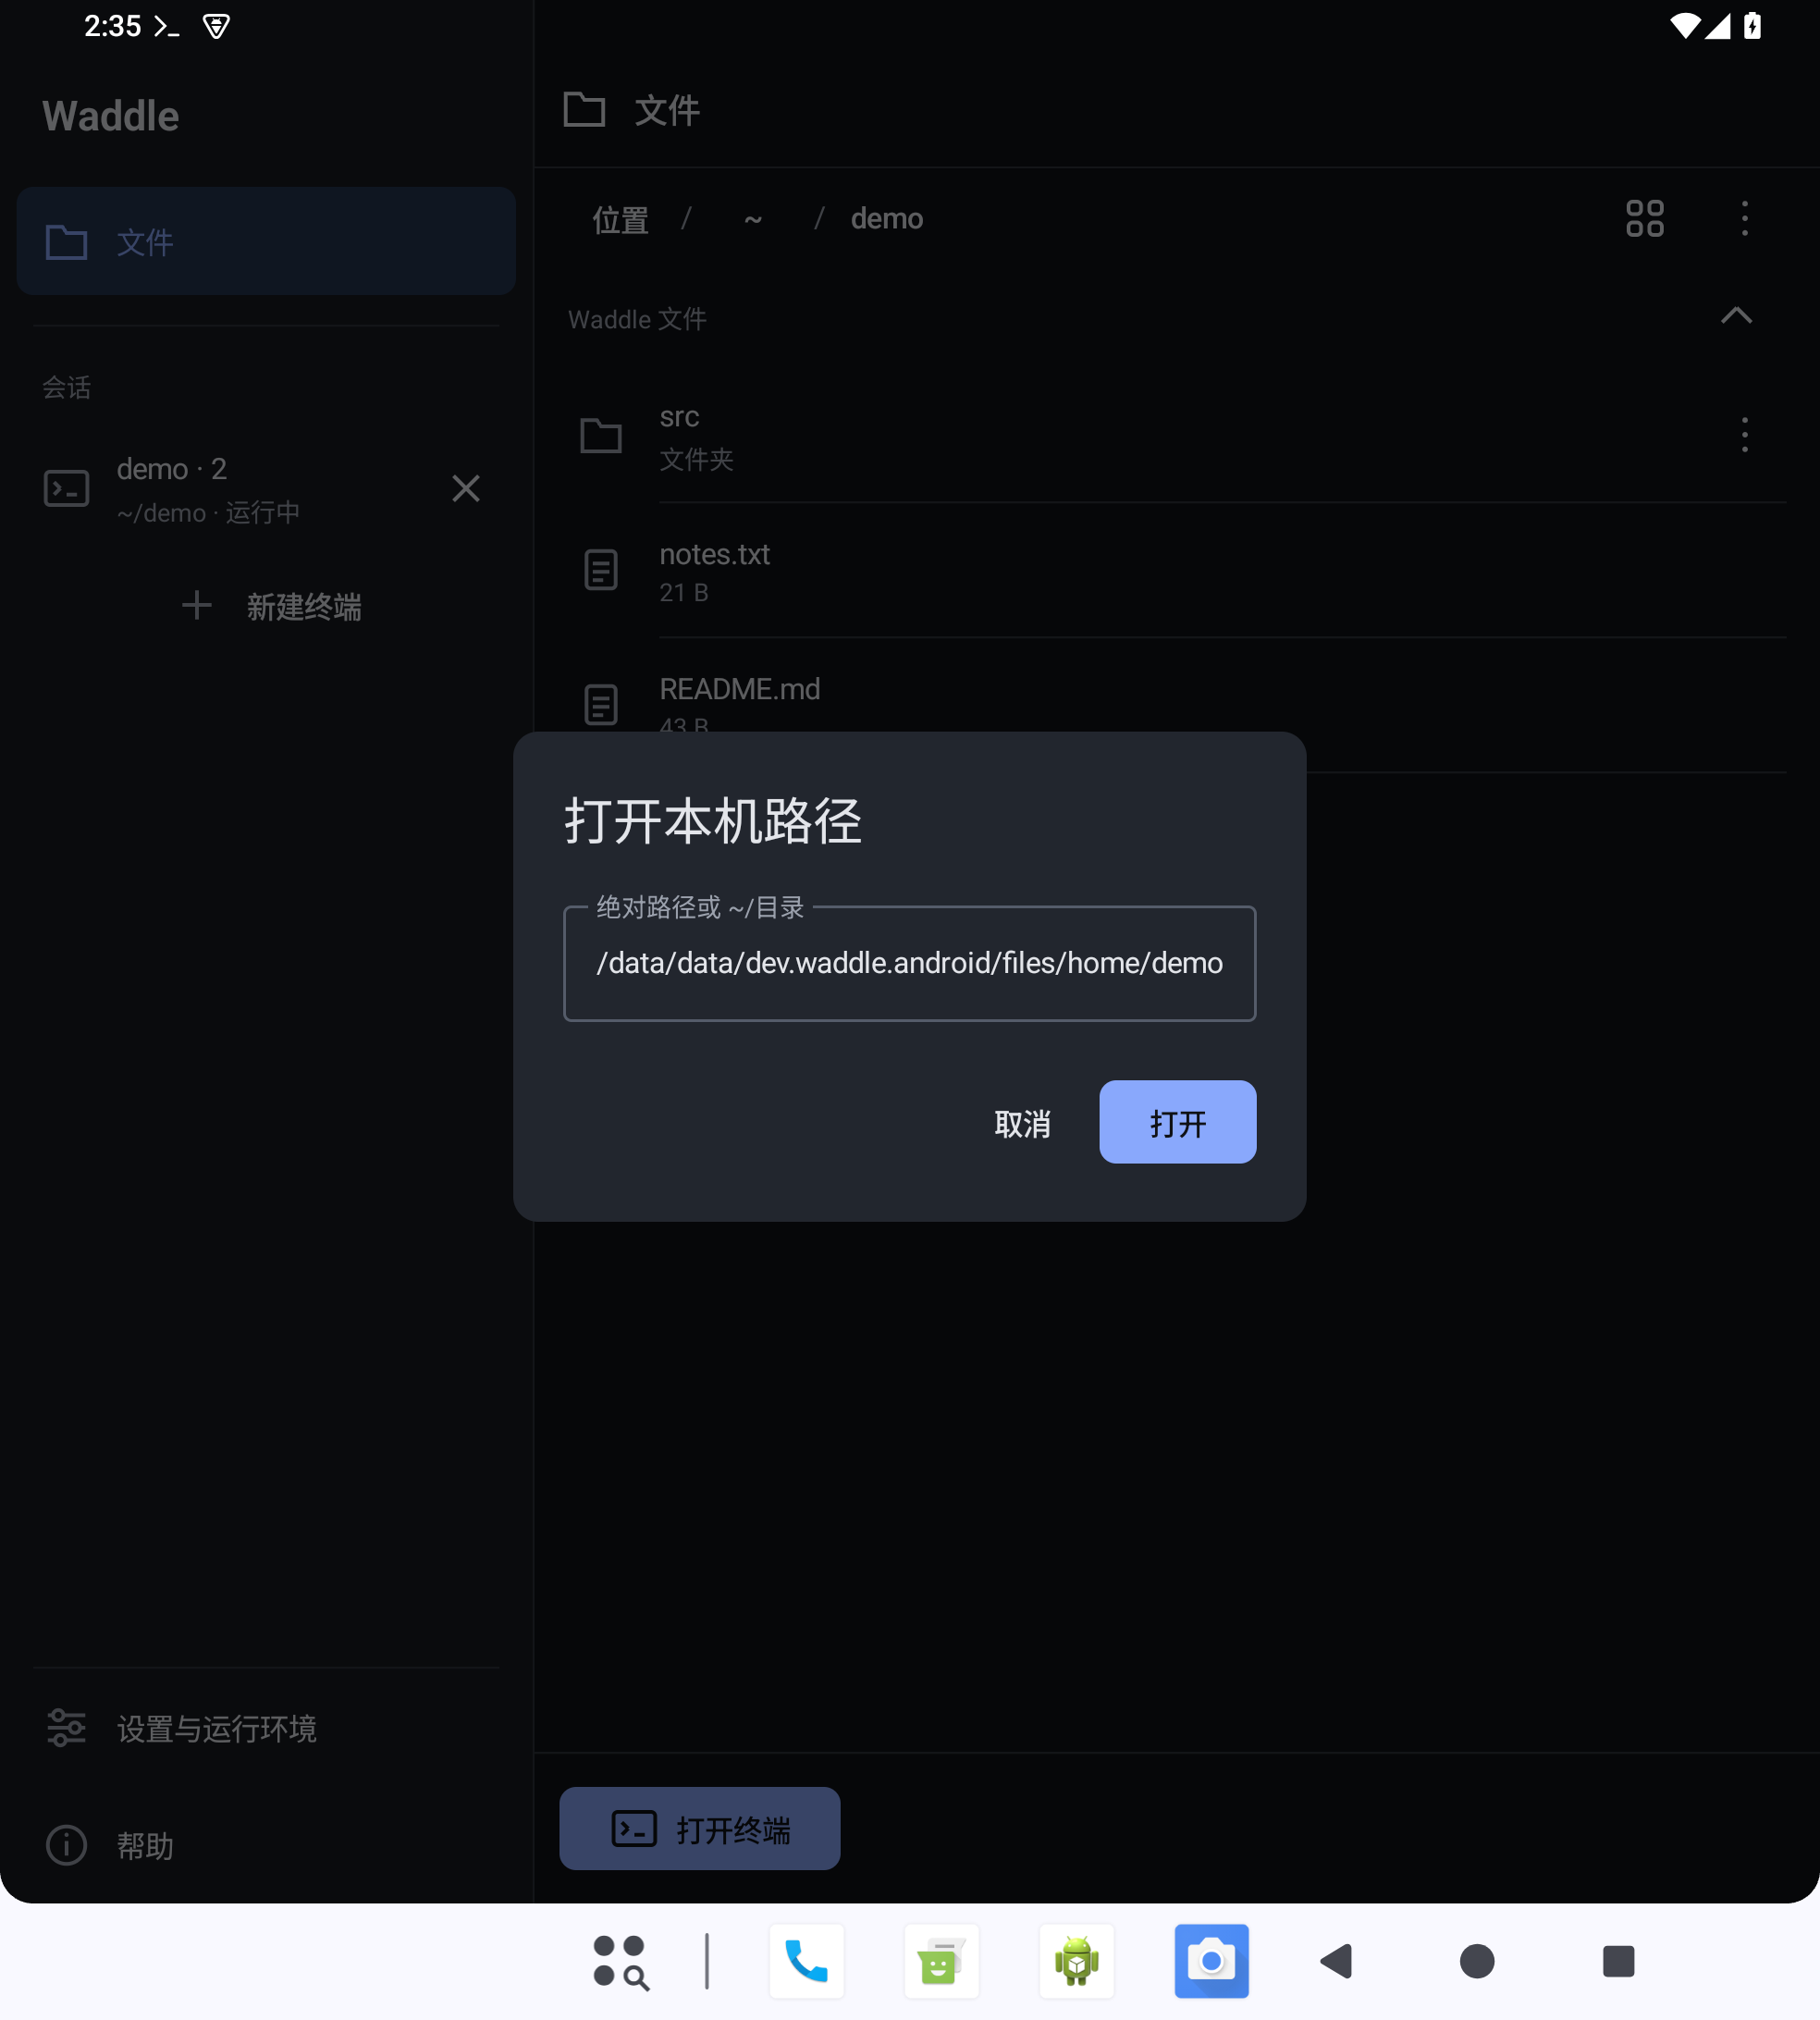 2:35
Waddle
文件
会话
demo · 2
~/demo · 运行中
新建终端
设置与运行环境
帮助
文件
位置 / ~ / demo
Waddle 文件
src
文件夹
notes.txt
21 B
README.md
43 B
打开本机路径
绝对路径或 ~/目录
/data/data/dev.waddle.android/files/home/demo
取消
打开
打开终端